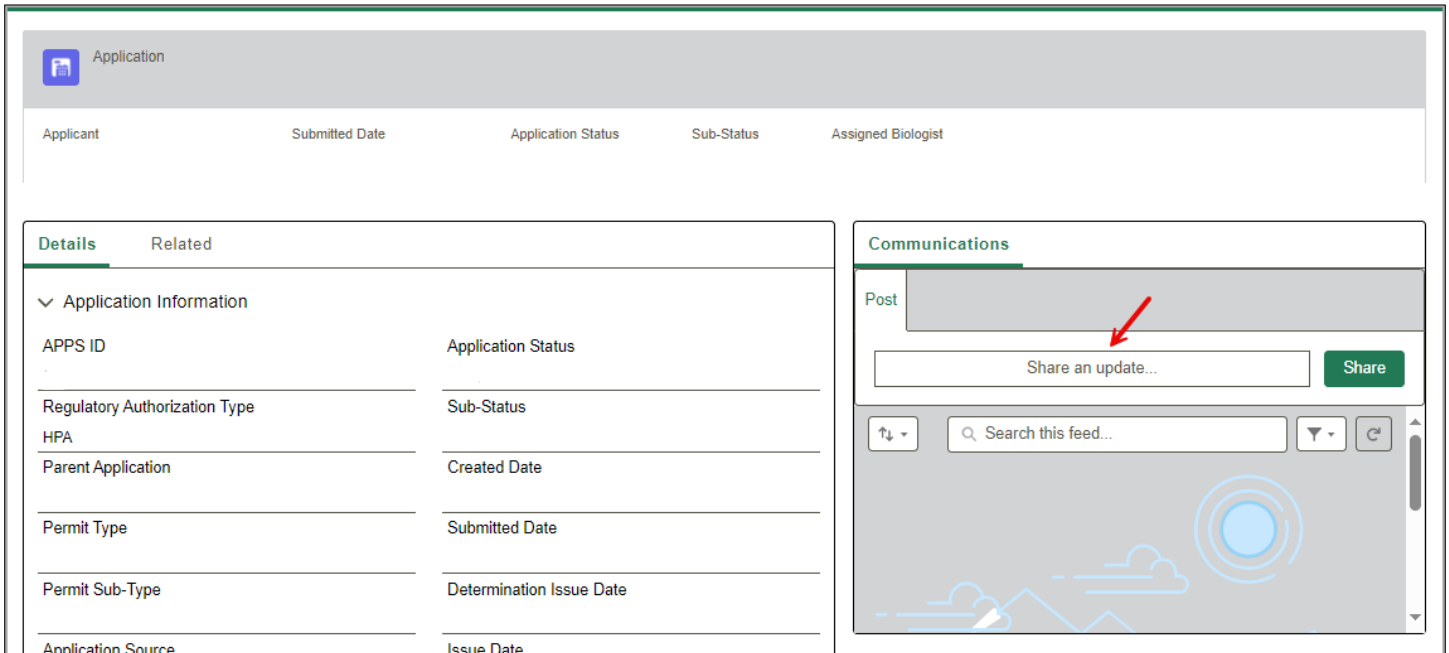 Application
Applicant Submitted Date Application Status Sub-Status Assigned Biologist
Details Related
Application Information
APPS ID Application Status
Regulatory Authorization Type Sub-Status
HPA
Parent Application Created Date
Permit Type Submitted Date
Permit Sub-Type Determination Issue Date
Application Source Issue Date
Communications
Post
Share an update... Share
Search this feed...